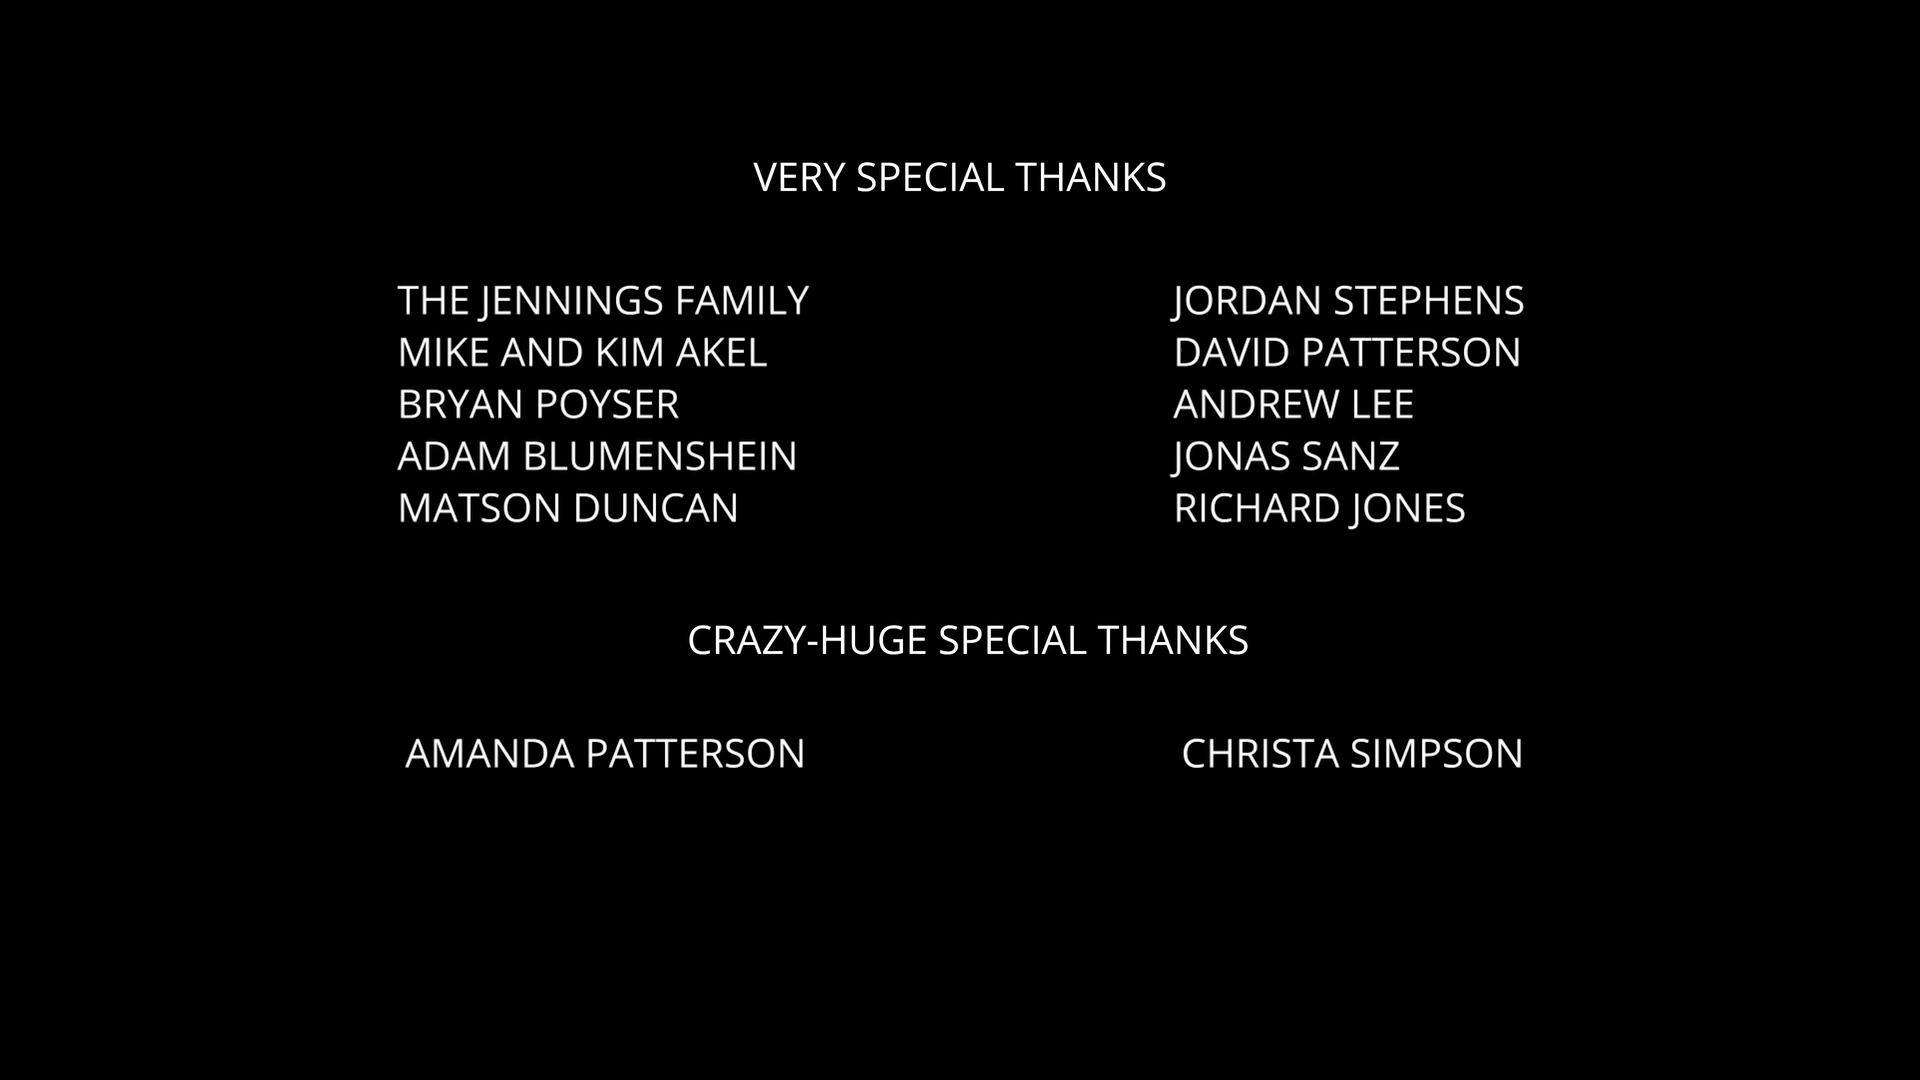 VERY SPECIAL THANKS
THE JENNINGS FAMILY
MIKE AND KIM AKEL
BRYAN POYSER
ADAM BLUMENSHEIN
MATSON DUNCAN
JORDAN STEPHENS
DAVID PATTERSON
ANDREW LEE
JONAS SANZ
RICHARD JONES
CRAZY-HUGE SPECIAL THANKS
AMANDA PATTERSON
CHRISTA SIMPSON